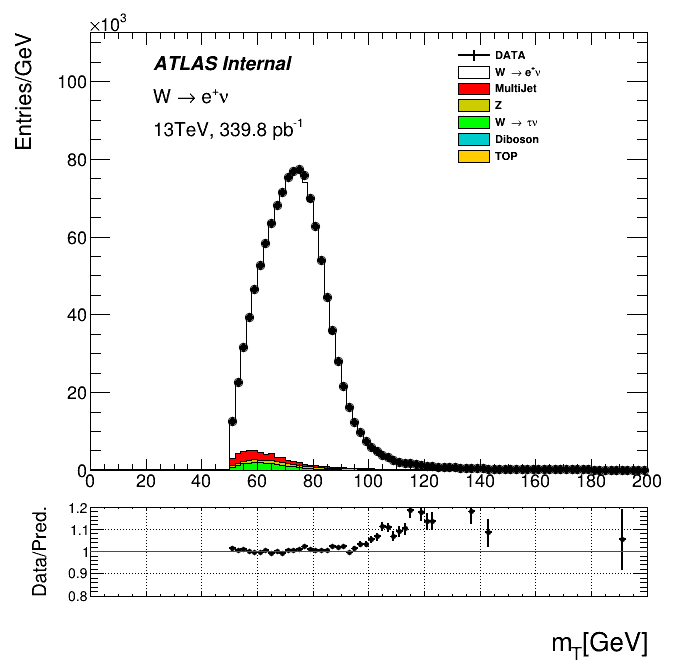 ×10³
Entries/GeV
100
80
60
40
20
0
ATLAS Internal
W → e⁺ν
13TeV, 339.8 pb⁻¹
DATA
W → e⁺ν
MultiJet
Z
W → τν
Diboson
TOP
0 20 40 60 80 100 120 140 160 180 200
Data/Pred.
1.2
1.1
1
0.9
0.8
m_T[GeV]